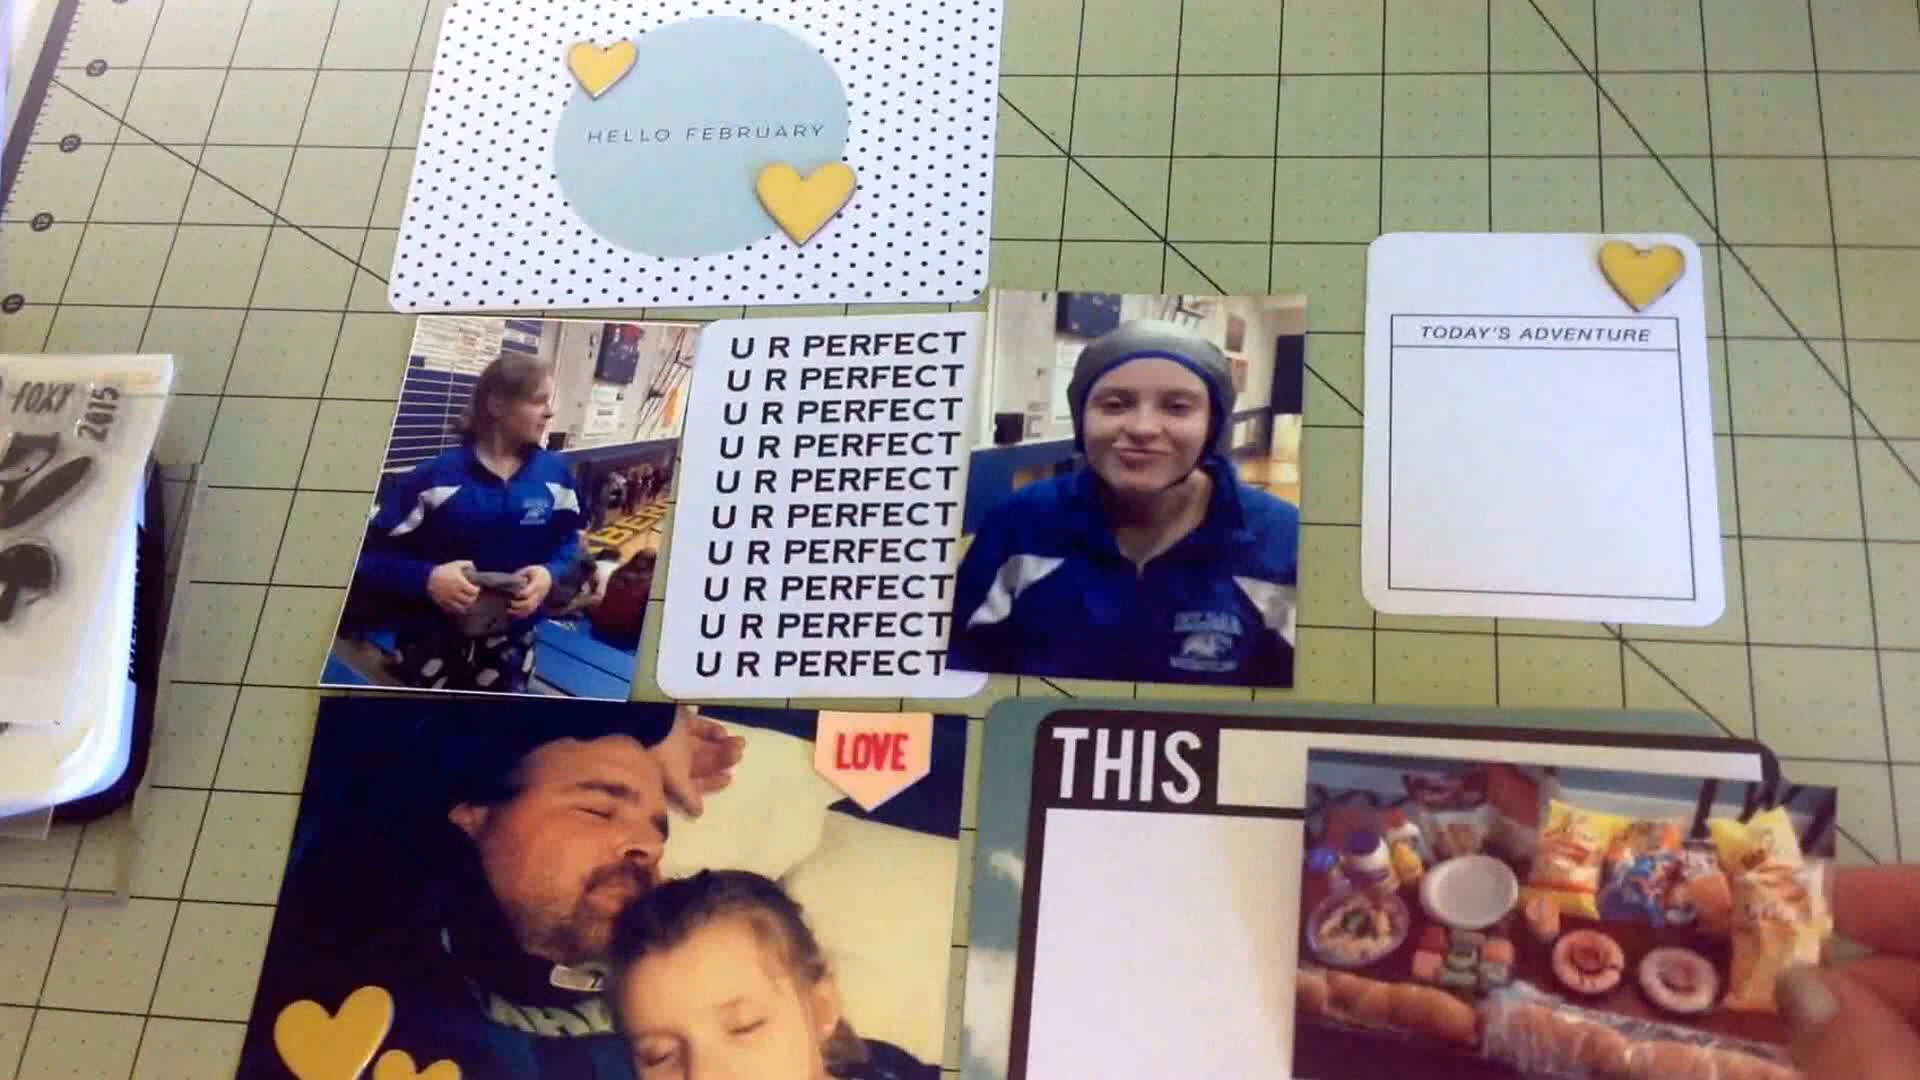 HELLO FEBRUARY
FOXY
2015
TODAY'S ADVENTURE
U R PERFECT
U R PERFECT
U R PERFECT
U R PERFECT
U R PERFECT
U R PERFECT
U R PERFECT
U R PERFECT
U R PERFECT
U R PERFECT
LOVE
THIS